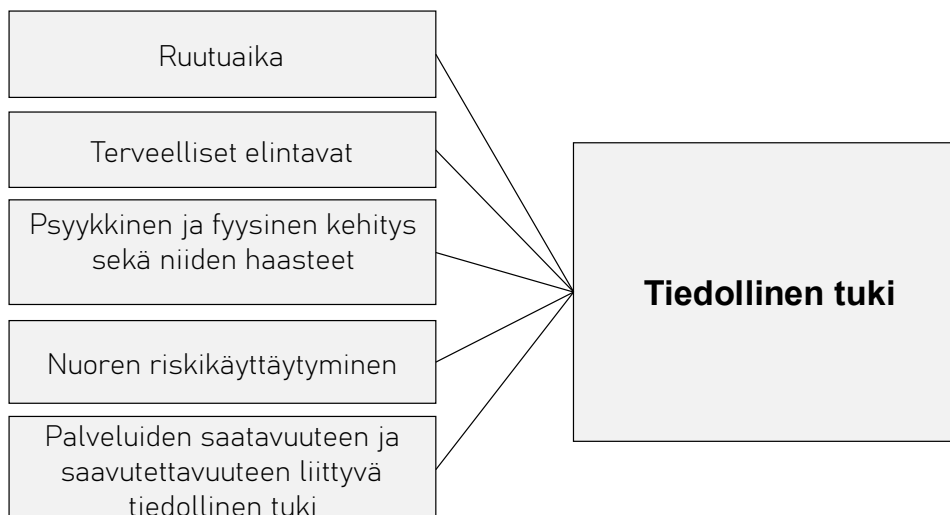 Ruutuaika
Terveelliset elintavat
Psyykkinen ja fyysinen kehitys
sekä niiden haasteet
Nuoren riskikäyttäytyminen
Palveluiden saatavuuteen ja
saavutettavuuteen liittyvä
tiedollinen tuki
Tiedollinen tuki